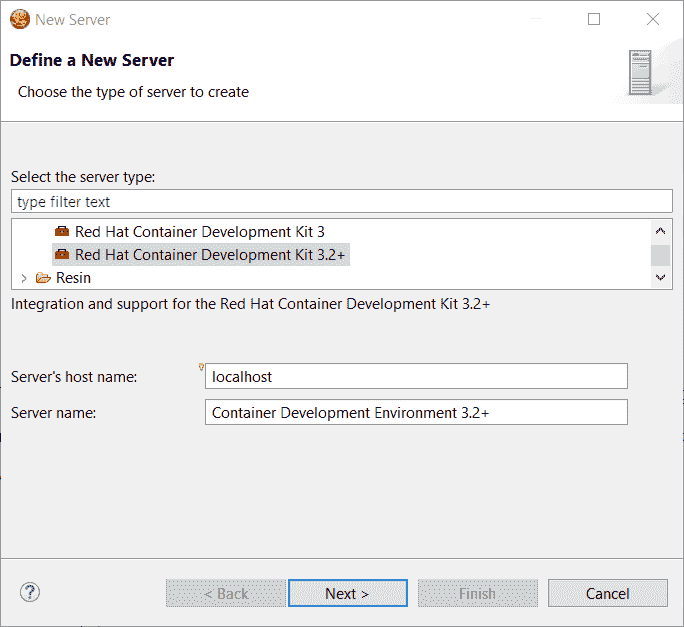 New Server
Define a New Server
Choose the type of server to create
Select the server type:
type filter text
Red Hat Container Development Kit 3
Red Hat Container Development Kit 3.2+
Resin
Integration and support for the Red Hat Container Development Kit 3.2+
Server's host name: localhost
Server name: Container Development Environment 3.2+
? < Back Next > Finish Cancel